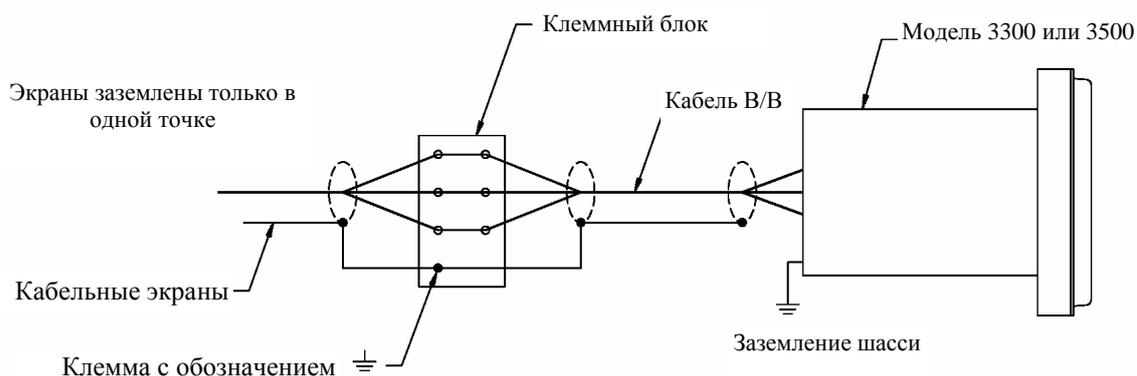 Клеммный блок
Модель 3300 или 3500
Экраны заземлены только в
одной точке
Кабель В/В
Кабельные экраны
Заземление шасси
Клемма с обозначением